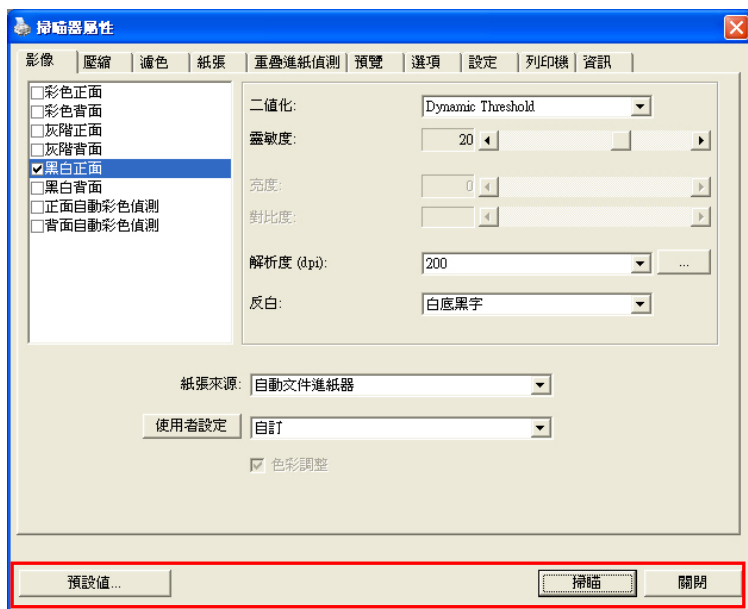 掃瞄器屬性
影像 壓縮 濾色 紙張 重疊進紙偵測 預覽 選項 設定 列印機 資訊
彩色正面
彩色背面
灰階正面
灰階背面
黑白正面
黑白背面
正面自動彩色偵測
背面自動彩色偵測
二值化: Dynamic Threshold
靈敏度: 20
亮度: 0
對比度:
解析度 (dpi): 200 ...
反白: 白底黑字
紙張來源: 自動文件進紙器
使用者設定 自訂
色彩調整
預設值... 掃瞄 關閉